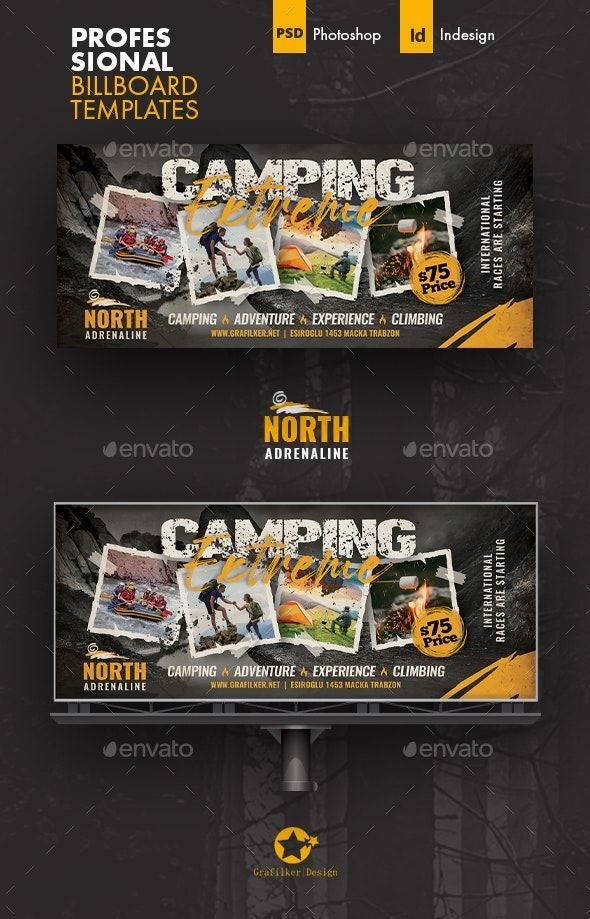 PROFES
SIONAL
BILLBOARD
TEMPLATES
PSD Photoshop
Id Indesign
envato envato
CAMPING
Extreme
INTERNATIONAL
RACES ARE STARTING
$75
Price
NORTH
ADRENALINE
CAMPING ADVENTURE EXPERIENCE CLIMBING
WWW.GRAFILKER.NET | ESIROGLU 1453 MACKA TRABZON
envato envato
NORTH
ADRENALINE
CAMPING
Extreme
INTERNATIONAL
RACES ARE STARTING
$75
Price
NORTH
ADRENALINE
CAMPING ADVENTURE EXPERIENCE CLIMBING
WWW.GRAFILKER.NET | ESIROGLU 1453 MACKA TRABZON
envato envato
Grafilker Design